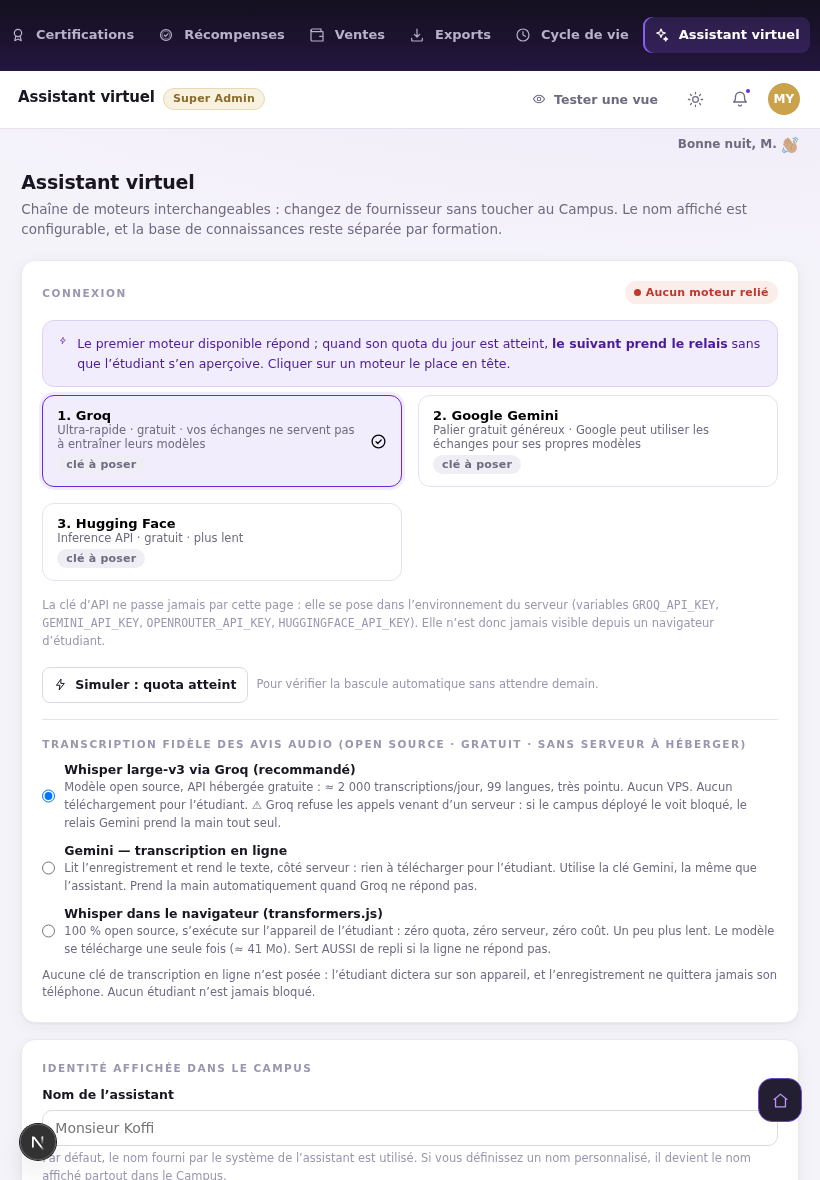 Certifications
Récompenses
Ventes
Exports
Cycle de vie
Assistant virtuel
Assistant virtuel
Super Admin
Tester une vue
MY
Bonne nuit, M. 👋🏽
Assistant virtuel
Chaîne de moteurs interchangeables : changez de fournisseur sans toucher au Campus. Le nom affiché est
configurable, et la base de connaissances reste séparée par formation.
CONNEXION
Aucun moteur relié
Le premier moteur disponible répond ; quand son quota du jour est atteint, le suivant prend le relais sans
que l’étudiant s’en aperçoive. Cliquer sur un moteur le place en tête.
1. Groq
Ultra-rapide · gratuit · vos échanges ne servent pas
à entraîner leurs modèles
clé à poser
2. Google Gemini
Palier gratuit généreux · Google peut utiliser les
échanges pour ses propres modèles
clé à poser
3. Hugging Face
Inference API · gratuit · plus lent
clé à poser
La clé d’API ne passe jamais par cette page : elle se pose dans l’environnement du serveur (variables GROQ_API_KEY,
GEMINI_API_KEY, OPENROUTER_API_KEY, HUGGINGFACE_API_KEY). Elle n’est donc jamais visible depuis un navigateur
d’étudiant.
Simuler : quota atteint
Pour vérifier la bascule automatique sans attendre demain.
TRANSCRIPTION FIDÈLE DES AVIS AUDIO (OPEN SOURCE · GRATUIT · SANS SERVEUR À HÉBERGER)
Whisper large-v3 via Groq (recommandé)
Modèle open source, API hébergée gratuite : ≈ 2 000 transcriptions/jour, 99 langues, très pointu. Aucun VPS. Aucun
téléchargement pour l’étudiant. ⚠ Groq refuse les appels venant d’un serveur : si le campus déployé le voit bloqué, le
relais Gemini prend la main tout seul.
Gemini — transcription en ligne
Lit l’enregistrement et rend le texte, côté serveur : rien à télécharger pour l’étudiant. Utilise la clé Gemini, la même que
l’assistant. Prend la main automatiquement quand Groq ne répond pas.
Whisper dans le navigateur (transformers.js)
100 % open source, s’exécute sur l’appareil de l’étudiant : zéro quota, zéro serveur, zéro coût. Un peu plus lent. Le modèle
se télécharge une seule fois (≈ 41 Mo). Sert AUSSI de repli si la ligne ne répond pas.
Aucune clé de transcription en ligne n’est posée : l’étudiant dictera sur son appareil, et l’enregistrement ne quittera jamais son
téléphone. Aucun étudiant n’est jamais bloqué.
IDENTITÉ AFFICHÉE DANS LE CAMPUS
Nom de l’assistant
Monsieur Koffi
ar défaut, le nom fourni par le système de l’assistant est utilisé. Si vous définissez un nom personnalisé, il devient le nom
affiché partout dans le Campus.